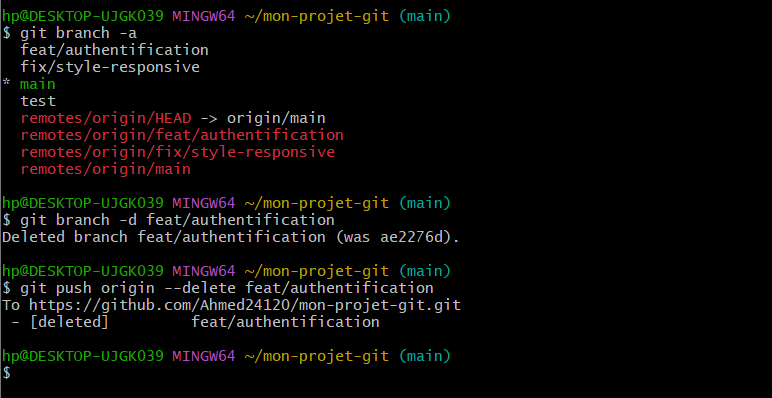 hp@DESKTOP-UJGKO39 MINGW64 ~/mon-projet-git (main)
$ git branch -a
  feat/authentification
  fix/style-responsive
* main
  test
  remotes/origin/HEAD -> origin/main
  remotes/origin/feat/authentification
  remotes/origin/fix/style-responsive
  remotes/origin/main

hp@DESKTOP-UJGKO39 MINGW64 ~/mon-projet-git (main)
$ git branch -d feat/authentification
Deleted branch feat/authentification (was ae2276d).

hp@DESKTOP-UJGKO39 MINGW64 ~/mon-projet-git (main)
$ git push origin --delete feat/authentification
To https://github.com/Ahmed24120/mon-projet-git.git
 - [deleted]         feat/authentification

hp@DESKTOP-UJGKO39 MINGW64 ~/mon-projet-git (main)
$